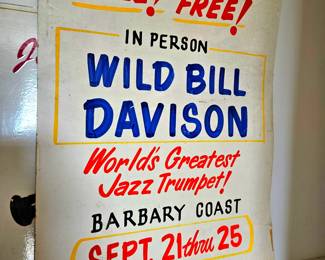 FREE!
IN PERSON
WILD BILL
DAVISON
World's Greatest
Jazz Trumpet!
BARBARY COAST
SEPT. 21 thru 25